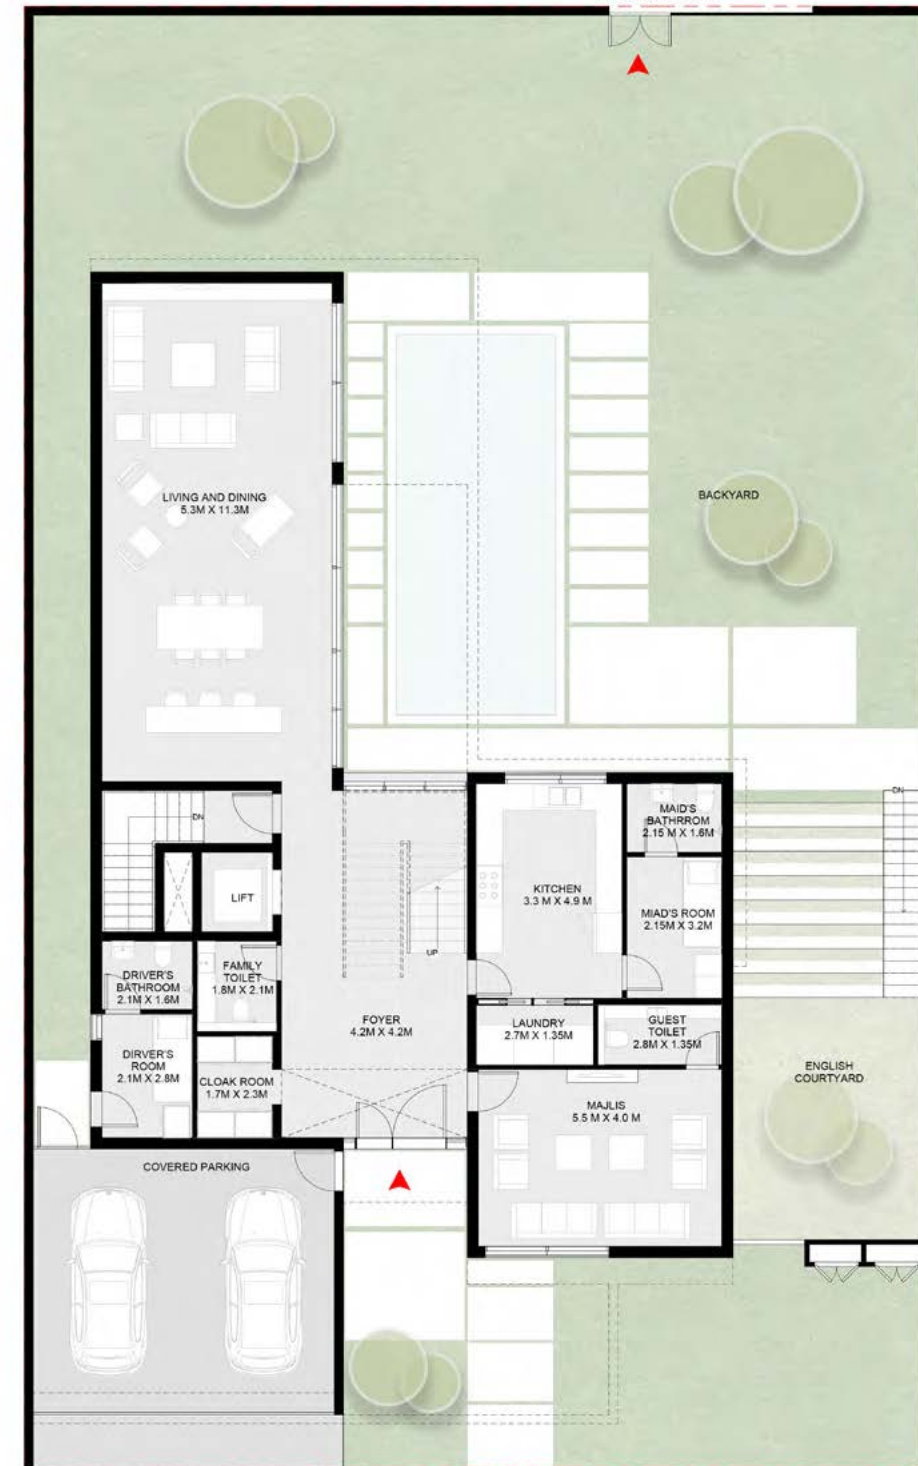 BACKYARD
LIVING AND DINING
5.3M X 11.3M
DN
DN
MAID'S
BATHRROM
2.15 M X 1.6M
LIFT
KITCHEN
3.3 M X 4.9 M
MIAD'S ROOM
2.15M X 3.2M
UP
DRIVER'S
BATHROOM
2.1M X 1.6M
FAMILY
TOILET
1.8M X 2.1M
FOYER
4.2M X 4.2M
LAUNDRY
2.7M X 1.35M
GUEST
TOILET
2.8M X 1.35M
DIRVER'S
ROOM
2.1M X 2.8M
CLOAK ROOM
1.7M X 2.3M
ENGLISH
COURTYARD
MAJLIS
5.5 M X 4.0 M
COVERED PARKING